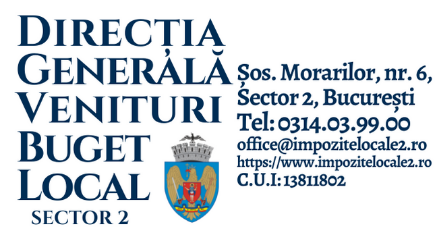 DIRECȚIA
GENERALĂ
VENITURI
BUGET
LOCAL
SECTOR 2
Șos. Morarilor, nr. 6,
Sector 2, București
Tel: 0314.03.99.00
office@impozitelocale2.ro
https://www.impozitelocale2.ro
C.U.I: 13811802